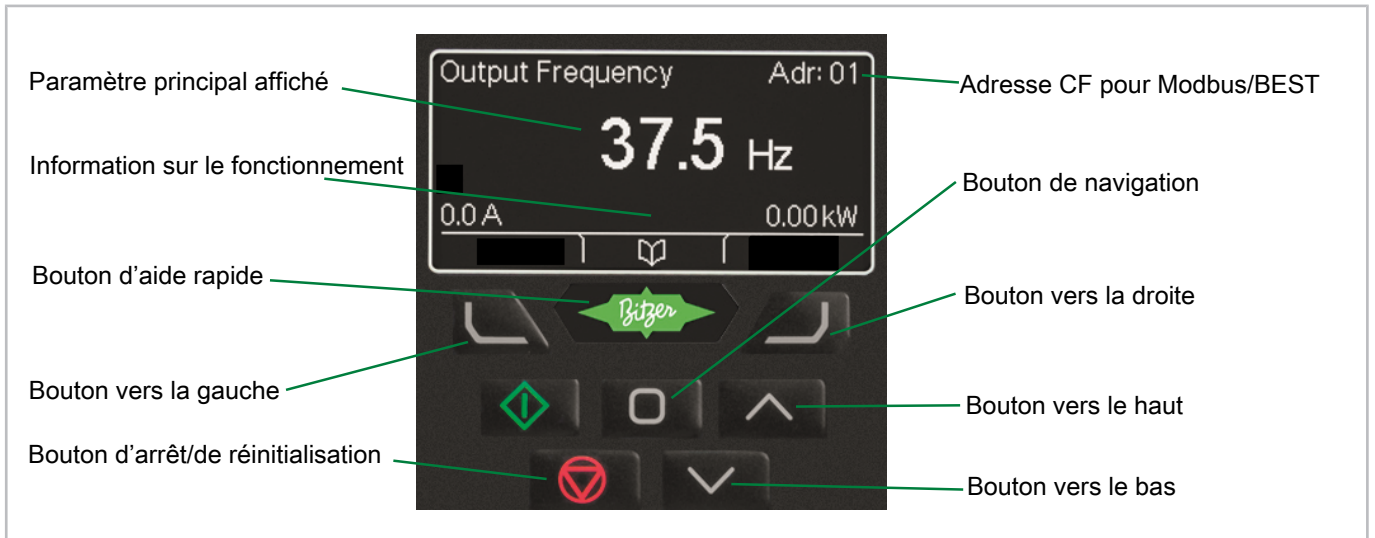 Paramètre principal affiché
Information sur le fonctionnement
Bouton d’aide rapide
Bouton vers la gauche
Bouton d’arrêt/de réinitialisation
Output Frequency Adr: 01
37.5 Hz
0.0 A 0.00 kW
Bitzer
Adresse CF pour Modbus/BEST
Bouton de navigation
Bouton vers la droite
Bouton vers le haut
Bouton vers le bas